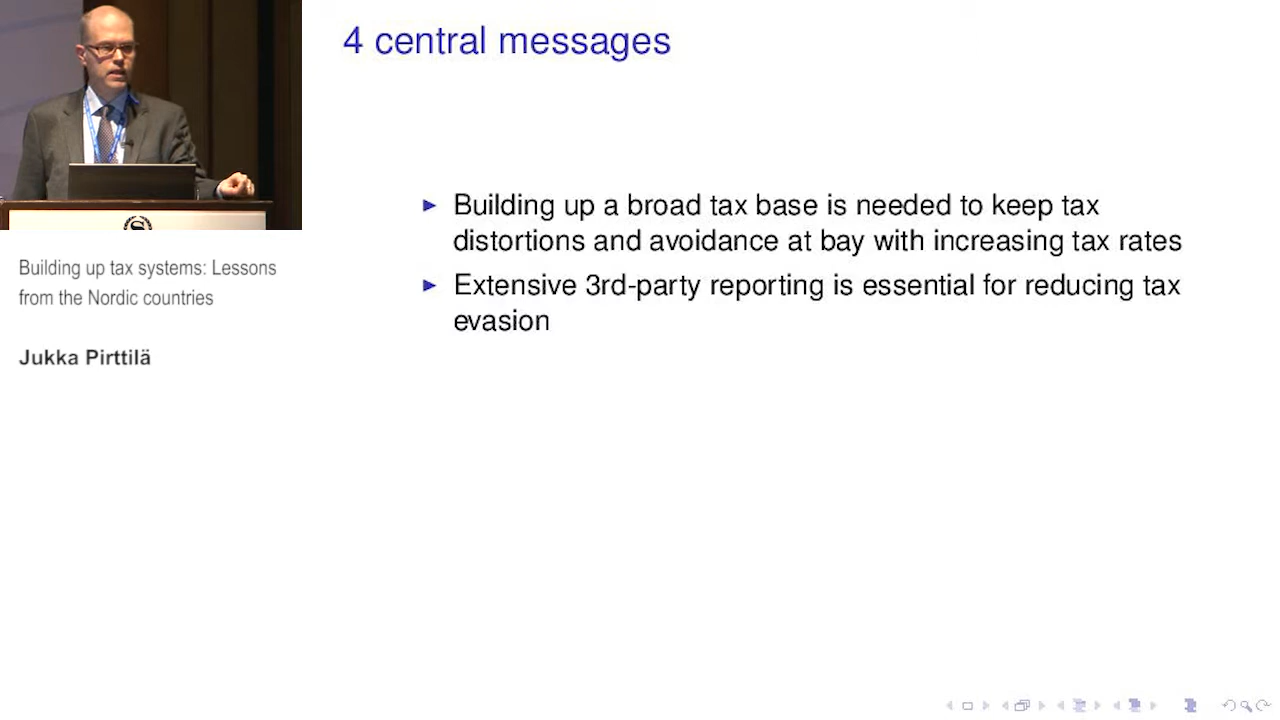 4 central messages
Building up a broad tax base is needed to keep tax
distortions and avoidance at bay with increasing tax rates
Extensive 3rd-party reporting is essential for reducing tax
evasion
Building up tax systems: Lessons
from the Nordic countries
Jukka Pirttilä